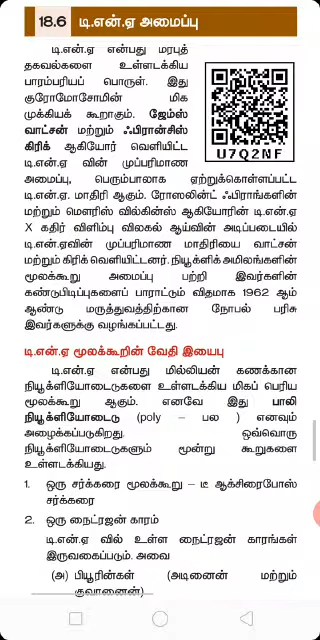 18.6 டி.என்.ஏ அமைப்பு
டி.என்.ஏ என்பது மரபுத்
தகவல்களை உள்ளடக்கிய
பாரம்பரியப் பொருள். இது
குரோமோசோமின் மிக
முக்கியக் கூறாகும். ஜேம்ஸ்
வாட்சன் மற்றும் ஃபிரான்சிஸ்
கிரிக் ஆகியோர் வெளியிட்ட
டி.என்.ஏ வின் முப்பரிமாண
U7Q2NF
அமைப்பு, பெரும்பாலாக ஏற்றுக்கொள்ளப்பட்ட
டி.என்.ஏ. மாதிரி ஆகும். ரோஸலின்ட் ஃபிராங்களின்
மற்றும் மௌரிஸ் வில்கின்ஸ் ஆகியோரின் டி.என்.ஏ
X கதிர் விளிம்பு விலகல் ஆய்வின் அடிப்படையில்
டி.என்.ஏவின் முப்பரிமாண மாதிரியை வாட்சன்
மற்றும் கிரிக் வெளியிட்டனர். நியூக்ளிக் அமிலங்களின்
மூலக்கூறு அமைப்பு பற்றி இவர்களின்
கண்டுபிடிப்புகளைப் பாராட்டும் விதமாக 1962 ஆம்
ஆண்டு மருத்துவத்திற்கான நோபல் பரிசு
இவர்களுக்கு வழங்கப்பட்டது.
டி.என்.ஏ மூலக்கூறின் வேதி இயைபு
டி.என்.ஏ என்பது மில்லியன் கணக்கான
நியூக்ளியோடைடுகளை உள்ளடக்கிய மிகப் பெரிய
மூலக்கூறு ஆகும். எனவே இது பாலி
நியூக்ளியோடைடு (poly – பல ) எனவும்
அழைக்கப்படுகிறது. ஒவ்வொரு
நியூக்ளியோடைடுகளும் மூன்று கூறுகளை
உள்ளடக்கியது.
1. ஒரு சர்க்கரை மூலக்கூறு – டீ ஆக்சிரைபோஸ்
சர்க்கரை
2. ஒரு நைட்ரஜன் காரம்
டி.என்.ஏ வில் உள்ள நைட்ரஜன் காரங்கள்
இருவகைப்படும். அவை
(அ) பியூரின்கள் (அடினைன் மற்றும்
குவானைன்)